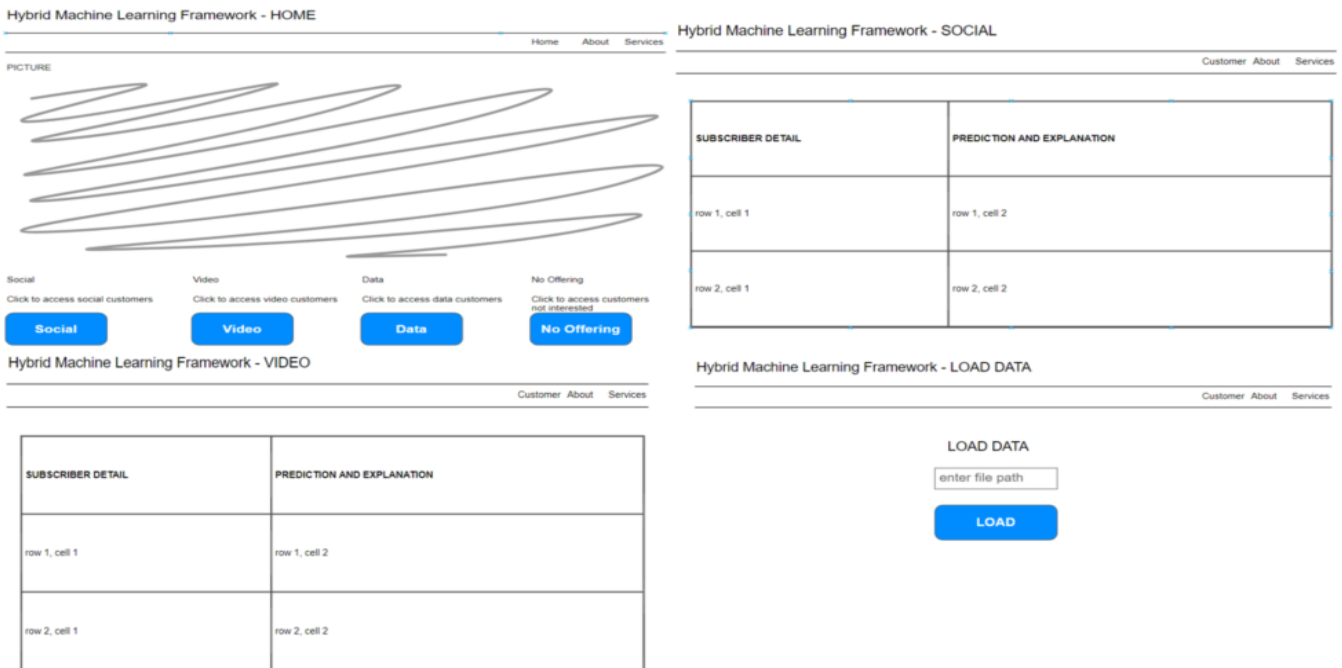 Hybrid Machine Learning Framework - HOME
Home About Services
PICTURE
Social Video Data No Offering
Click to access social customers Click to access video customers Click to access data customers Click to access customers
not interested
Social Video Data No Offering
Hybrid Machine Learning Framework - SOCIAL
Customer About Services
SUBSCRIBER DETAIL PREDICTION AND EXPLANATION
row 1, cell 1 row 1, cell 2
row 2, cell 1 row 2, cell 2
Hybrid Machine Learning Framework - VIDEO
Customer About Services
SUBSCRIBER DETAIL PREDICTION AND EXPLANATION
row 1, cell 1 row 1, cell 2
row 2, cell 1 row 2, cell 2
Hybrid Machine Learning Framework - LOAD DATA
Customer About Services
LOAD DATA
enter file path
LOAD